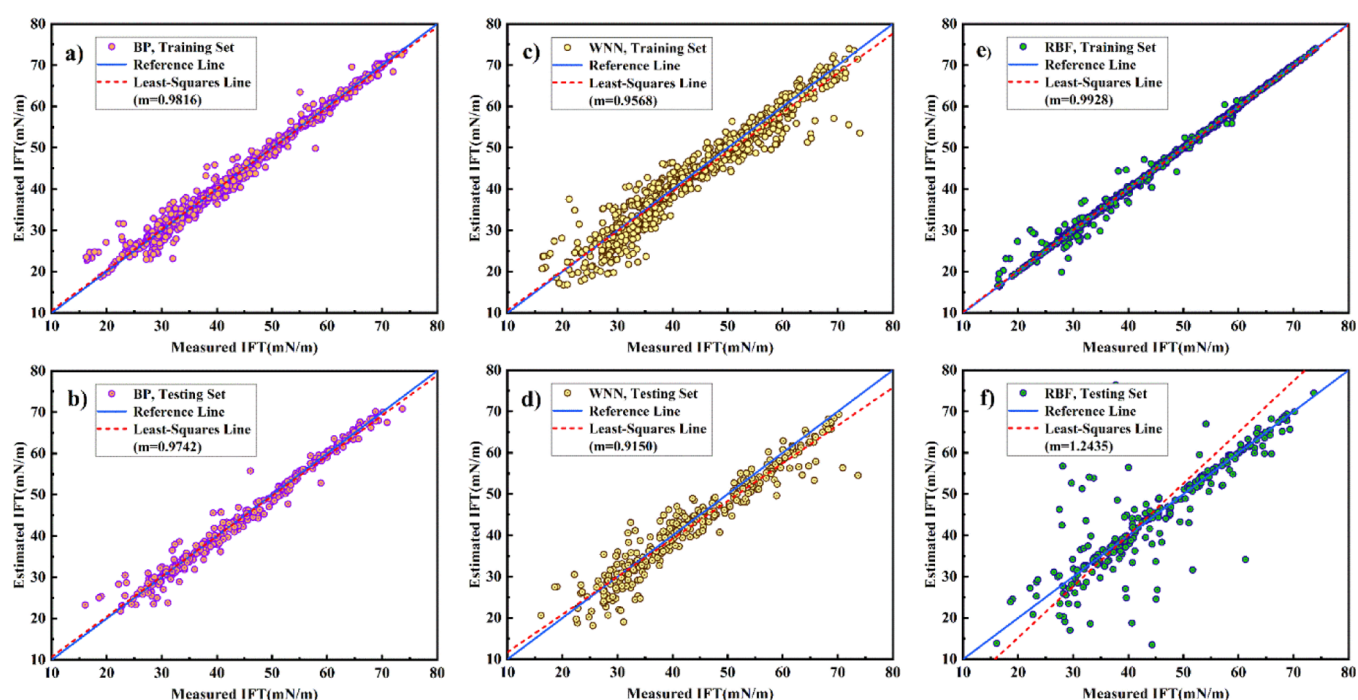 a)
BP, Training Set
Reference Line
Least-Squares Line
(m=0.9816)
Estimated IFT(mN/m)
80
70
60
50
40
30
20
10
10 20 30 40 50 60 70 80
Measured IFT(mN/m)
c)
WNN, Training Set
Reference Line
Least-Squares Line
(m=0.9568)
Estimated IFT(mN/m)
80
70
60
50
40
30
20
10
10 20 30 40 50 60 70 80
Measured IFT(mN/m)
e)
RBF, Training Set
Reference Line
Least-Squares Line
(m=0.9928)
Estimated IFT(mN/m)
80
70
60
50
40
30
20
10
10 20 30 40 50 60 70 80
Measured IFT(mN/m)
b)
BP, Testing Set
Reference Line
Least-Squares Line
(m=0.9742)
Estimated IFT(mN/m)
80
70
60
50
40
30
20
10
10 20 30 40 50 60 70 80
Measured IFT(mN/m)
d)
WNN, Testing Set
Reference Line
Least-Squares Line
(m=0.9150)
Estimated IFT(mN/m)
80
70
60
50
40
30
20
10
10 20 30 40 50 60 70 80
Measured IFT(mN/m)
f)
RBF, Testing Set
Reference Line
Least-Squares Line
(m=1.2435)
Estimated IFT(mN/m)
80
70
60
50
40
30
20
10
10 20 30 40 50 60 70 80
Measured IFT(mN/m)